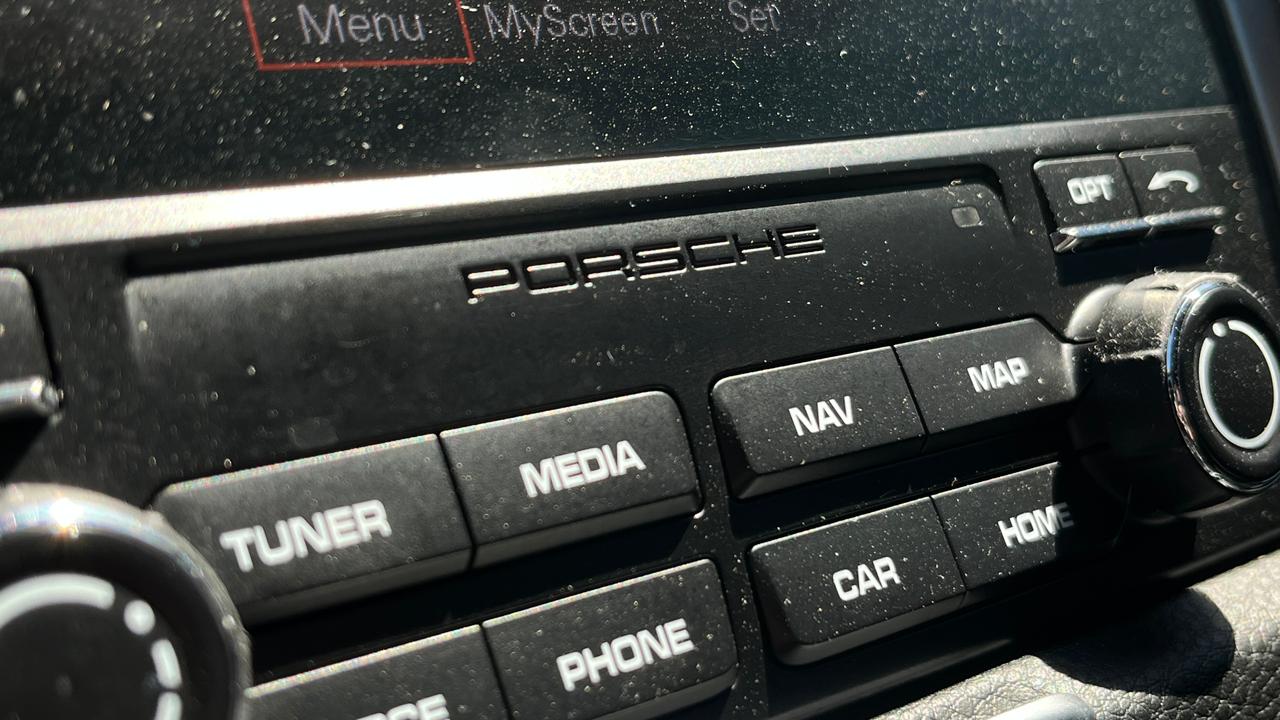 Menu MyScreen Set
OPT
PORSCHE
NAV MAP
TUNER MEDIA
CAR HOME
PHONE